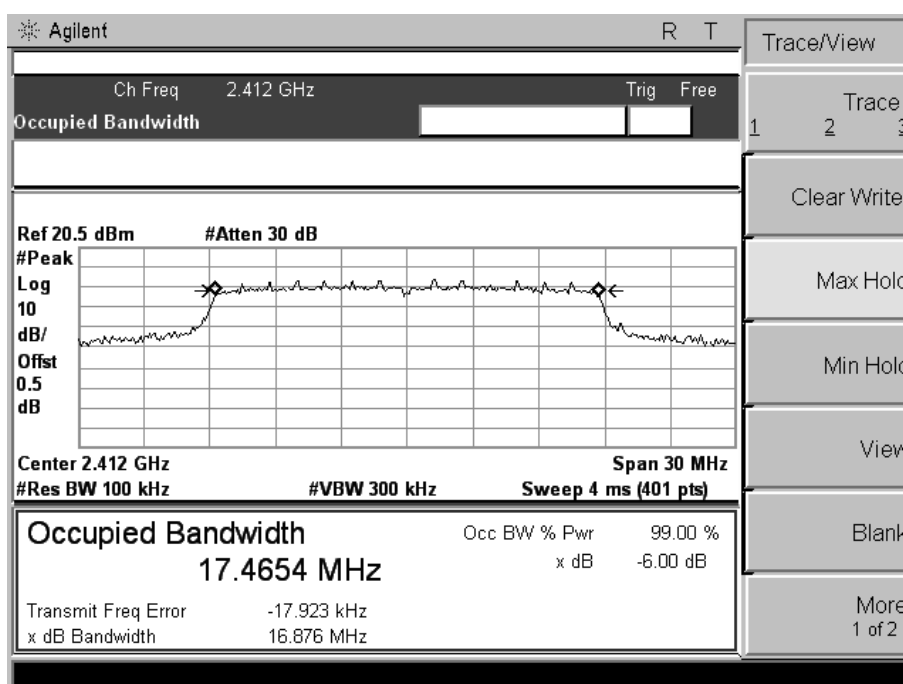 Agilent R T
Ch Freq 2.412 GHz Trig Free
Occupied Bandwidth
Ref 20.5 dBm #Atten 30 dB
#Peak
Log
10
dB/
Offst
0.5
dB
Center 2.412 GHz Span 30 MHz
#Res BW 100 kHz #VBW 300 kHz Sweep 4 ms (401 pts)
Occupied Bandwidth
17.4654 MHz
Occ BW % Pwr 99.00 %
x dB -6.00 dB
Transmit Freq Error -17.923 kHz
x dB Bandwidth 16.876 MHz
Trace/View
Trace
1 2 3
Clear Write
Max Hold
Min Hold
View
Blank
More
1 of 2